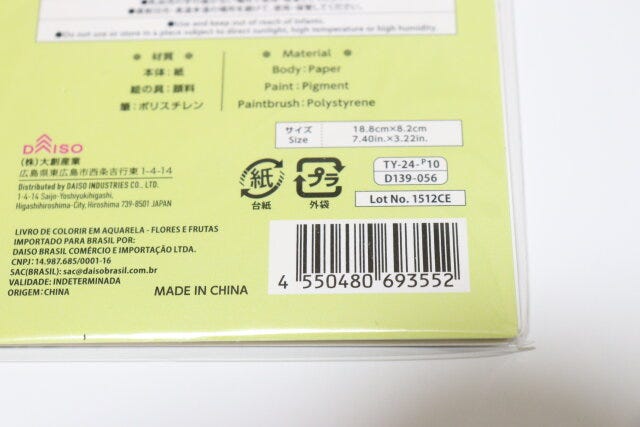 ●Use and keep out of reach of infants.
●Do not use or store in a place subject to direct sunlight, high temperature or high humidity.
材質
本体:紙
絵の具:顔料
筆:ポリスチレン
Material
Body:Paper
Paint:Pigment
Paintbrush:Polystyrene
サイズ
Size
18.8cm×8.2cm
7.40in.×3.22in.
DAISO
(株)大創産業
広島県東広島市西条吉行東1-4-14
Distributed by DAISO INDUSTRIES CO., LTD.
1-4-14 Saijo-Yoshiyukihigashi,
Higashihiroshima-City, Hiroshima 739-8501 JAPAN
紙
台紙
プラ
外袋
TY-24-P10
D139-056
Lot No. 1512CE
LIVRO DE COLORIR EM AQUARELA - FLORES E FRUTAS
IMPORTADO PARA BRASIL POR:
DAISO BRASIL COMÉRCIO E IMPORTAÇÃO LTDA.
CNPJ: 14.987.685/0001-16
SAC(BRASIL): sac@daisobrasil.com.br
VALIDADE: INDETERMINADA
ORIGEM: CHINA
MADE IN CHINA
4 550480 693552